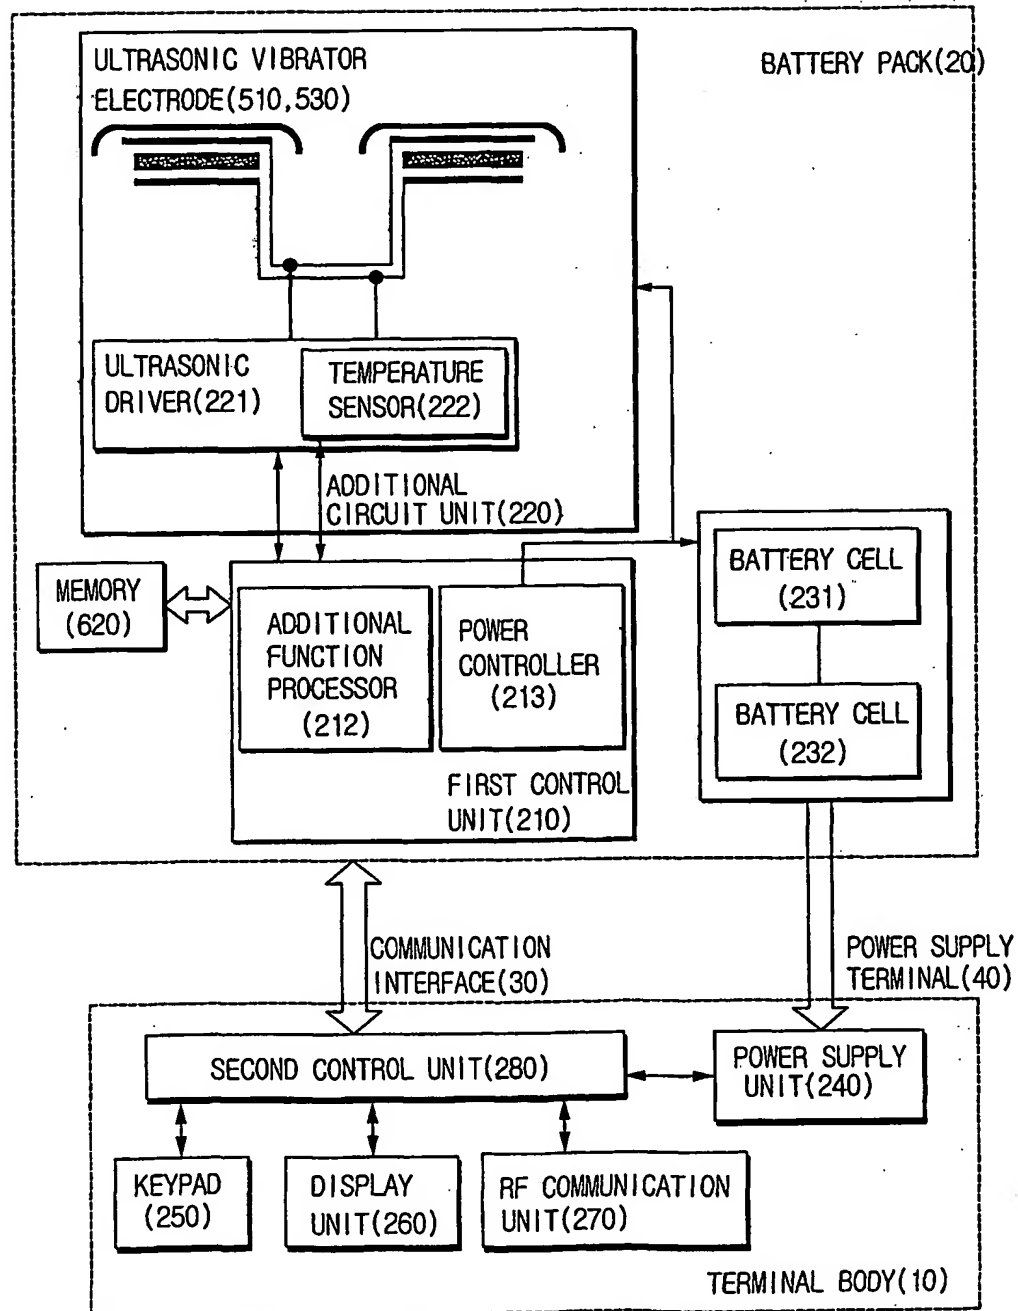 ULTRASONIC VIBRATOR
ELECTRODE(510,530)
BATTERY PACK(20)
ULTRASONIC
DRIVER(221)
TEMPERATURE
SENSOR(222)
ADDITIONAL
CIRCUIT UNIT(220)
MEMORY
(620)
ADDITIONAL
FUNCTION
PROCESSOR
(212)
POWER
CONTROLLER
(213)
FIRST CONTROL
UNIT(210)
BATTERY CELL
(231)
BATTERY CELL
(232)
COMMUNICATION
INTERFACE(30)
POWER SUPPLY
TERMINAL(40)
SECOND CONTROL UNIT(280)
POWER SUPPLY
UNIT(240)
KEYPAD
(250)
DISPLAY
UNIT(260)
RF COMMUNICATION
UNIT(270)
TERMINAL BODY(10)